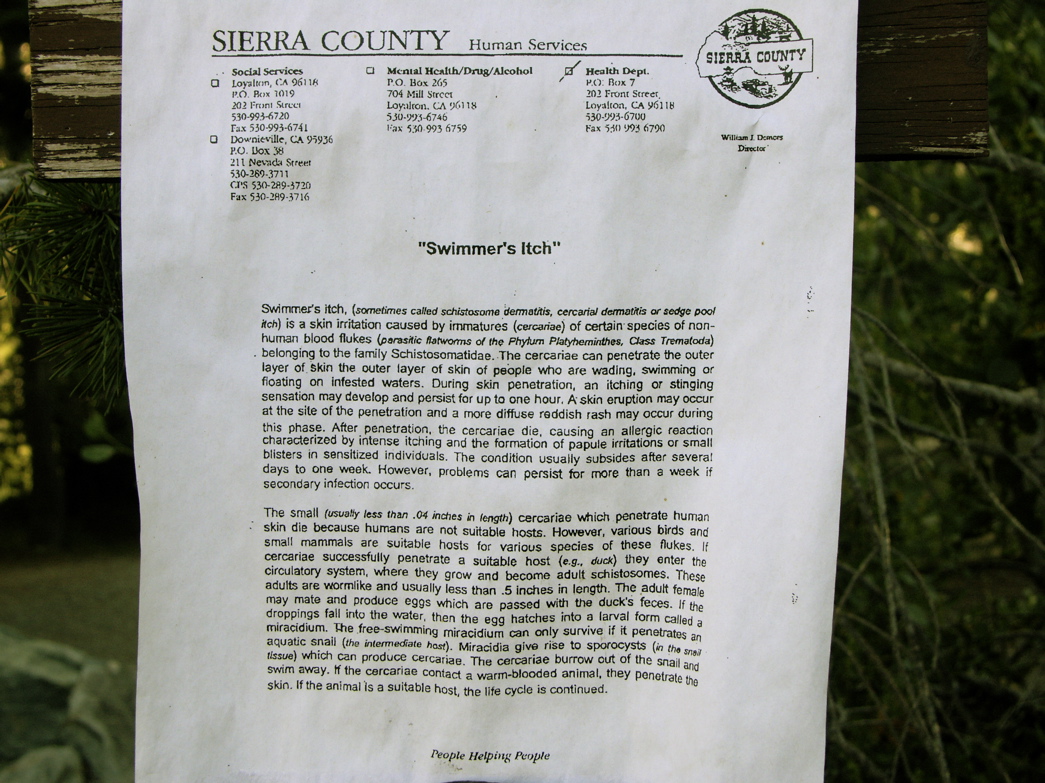 SIERRA COUNTY Human Services
SIERRA COUNTY
Social Services
Loyalton, CA 96118
P.O. Box 1019
202 Front Street
530-993-6720
Fax 530-993-6741
Downieville, CA 95936
P.O. Box 38
211 Nevada Street
530-289-3711
CPS 530-289-3720
Fax 530-289-3716
Mental Health/Drug/Alcohol
P.O. Box 265
704 Mill Street
Loyalton, CA 96118
530-993-6746
Fax 530 993 6759
Health Dept.
P.O. Box 7
202 Front Street
Loyalton, CA 96118
530-993-6700
Fax 530 993 6790
William J. Demers
Director
"Swimmer's Itch"
Swimmer's itch, (sometimes called schistosome dermatitis, cercarial dermatitis or sedge pool
itch) is a skin irritation caused by immatures (cercariae) of certain species of non-
human blood flukes (parasitic flatworms of the Phylum Platyheminthes, Class Trematoda)
belonging to the family Schistosomatidae. The cercariae can penetrate the outer
layer of skin the outer layer of skin of people who are wading, swimming or
floating on infested waters. During skin penetration, an itching or stinging
sensation may develop and persist for up to one hour. A skin eruption may occur
at the site of the penetration and a more diffuse reddish rash may occur during
this phase. After penetration, the cercariae die, causing an allergic reaction
characterized by intense itching and the formation of papule irritations or small
blisters in sensitized individuals. The condition usually subsides after several
days to one week. However, problems can persist for more than a week if
secondary infection occurs.
The small (usually less than .04 inches in length) cercariae which penetrate human
skin die because humans are not suitable hosts. However, various birds and
small mammals are suitable hosts for various species of these flukes. If
cercariae successfully penetrate a suitable host (e.g., duck) they enter the
circulatory system, where they grow and become adult schistosomes. These
adults are wormlike and usually less than .5 inches in length. The adult female
may mate and produce eggs which are passed with the duck's feces. If the
droppings fall into the water, then the egg hatches into a larval form called a
miracidium. The free-swimming miracidium can only survive if it penetrates an
aquatic snail (the intermediate host). Miracidia give rise to sporocysts (in the snail
tissue) which can produce cercariae. The cercariae burrow out of the snail and
swim away. If the cercariae contact a warm-blooded animal, they penetrate the
skin. If the animal is a suitable host, the life cycle is continued.
People Helping People